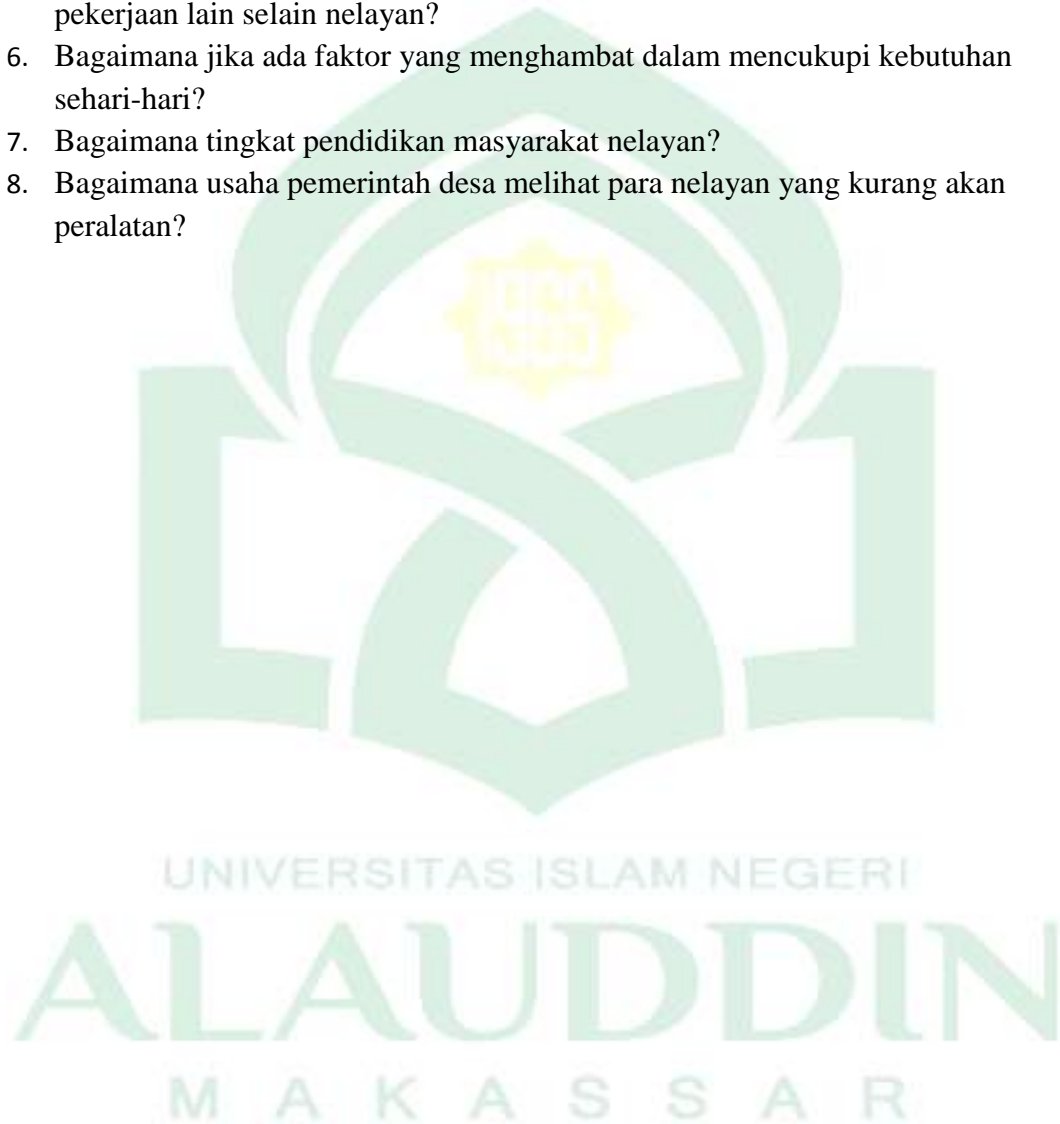 pekerjaan lain selain nelayan?
6. Bagaimana jika ada faktor yang menghambat dalam mencukupi kebutuhan
sehari-hari?
7. Bagaimana tingkat pendidikan masyarakat nelayan?
8. Bagaimana usaha pemerintah desa melihat para nelayan yang kurang akan
peralatan?
UNIVERSITAS ISLAM NEGERI
ALAUDDIN
MAKASSAR